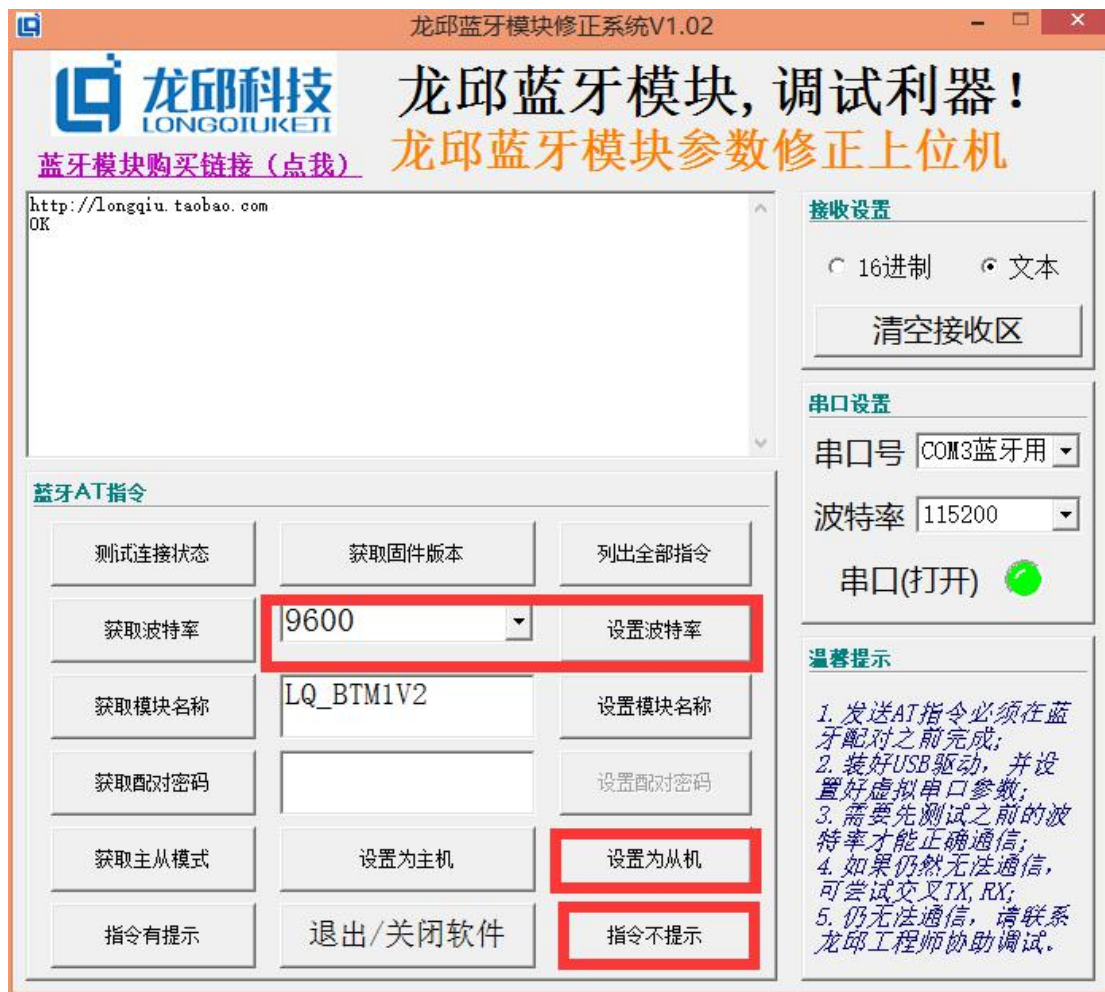 龙邱蓝牙模块修正系统V1.02
龙邱科技
LONGQIUKEJI
龙邱蓝牙模块,调试利器!
龙邱蓝牙模块参数修正上位机
蓝牙模块购买链接(点我)
http://longqiu.taobao.com
OK
接收设置
16进制 文本
清空接收区
串口设置
串口号 COM3蓝牙用
波特率 115200
串口(打开)
蓝牙AT指令
测试连接状态 获取固件版本 列出全部指令
获取波特率 9600 设置波特率
获取模块名称 LQ_BTM1V2 设置模块名称
获取配对密码 设置配对密码
获取主从模式 设置为主机 设置为从机
指令有提示 退出/关闭软件 指令不提示
温馨提示
1.发送AT指令必须在蓝
牙配对之前完成;
2.装好USB驱动，并设
置好虚拟串口参数;
3.需要先测试之前的波
特率才能正确通信;
4.如果仍然无法通信，
可尝试交叉TX,RX;
5.仍无法通信，请联系
龙邱工程师协助调试。